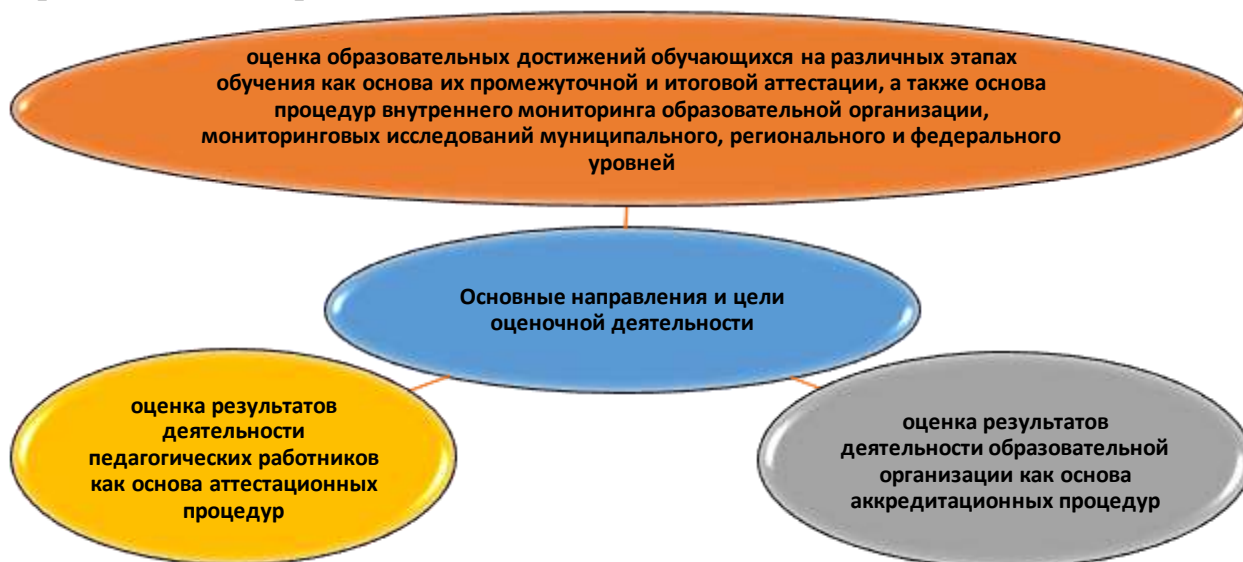 оценка образовательных достижений обучающихся на различных этапах
обучения как основа их промежуточной и итоговой аттестации, а также основа
процедур внутреннего мониторинга образовательной организации,
мониторинговых исследований муниципального, регионального и федерального
уровней
Основные направления и цели
оценочной деятельности
оценка результатов
деятельности
педагогических работников
как основа аттестационных
процедур
оценка результатов
деятельности образовательной
организации как основа
аккредитационных процедур